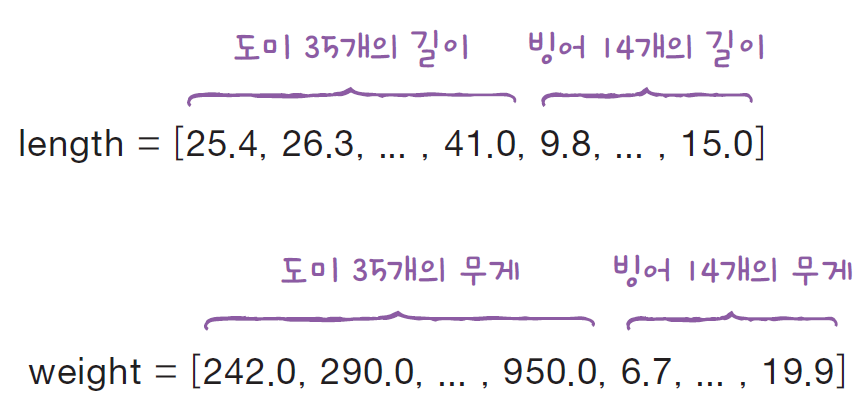 도미 35개의 길이 빙어 14개의 길이
length = [25.4, 26.3, ... , 41.0, 9.8, ... , 15.0]
도미 35개의 무게 빙어 14개의 무게
weight = [242.0, 290.0, ... , 950.0, 6.7, ... , 19.9]